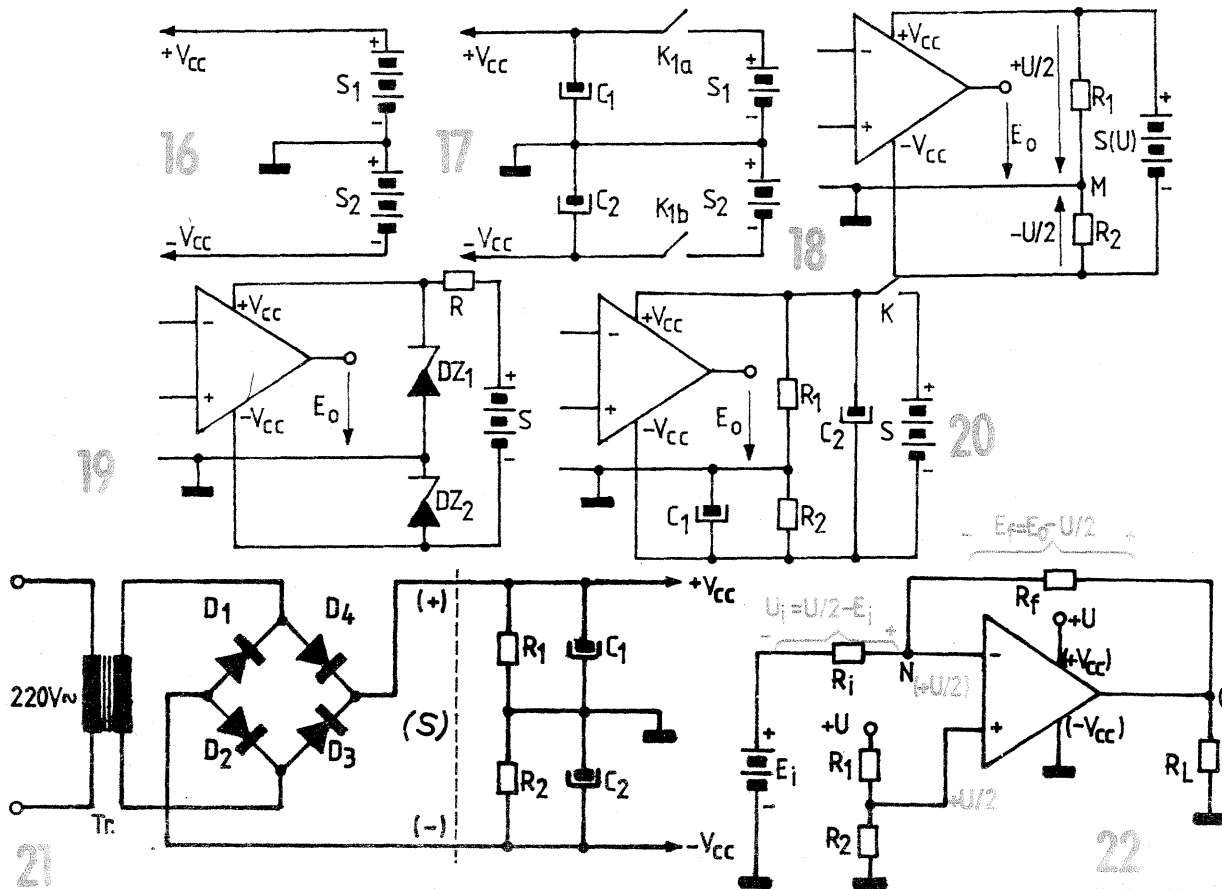 +VCC
+
S1
-
16
+
S2
-
-VCC
+VCC
K1a
C1
+
S1
-
17
C2
K1b
+
S2
-
-VCC
+VCC
-
+
-VCC
E0
+U/2
R1
+
S(U)
-
M
-U/2
R2
18
-
+
+VCC
-VCC
E0
R
DZ1
DZ2
+
S
-
19
-
+
+VCC
-VCC
E0
R1
K
C2
C1
R2
+
S
-
20
220V~
Tr.
D1
D4
D2
D3
(+)
(S)
(-)
R1
C1
R2
C2
+VCC
-VCC
21
- Ef=E0-U/2 +
Rf
Ui=U/2-Ei
- +
Ri
N
(+U/2)
+U
(+VCC)
-
+
(-VCC)
+
Ei
-
+U
R1
+U/2
R2
RL
22